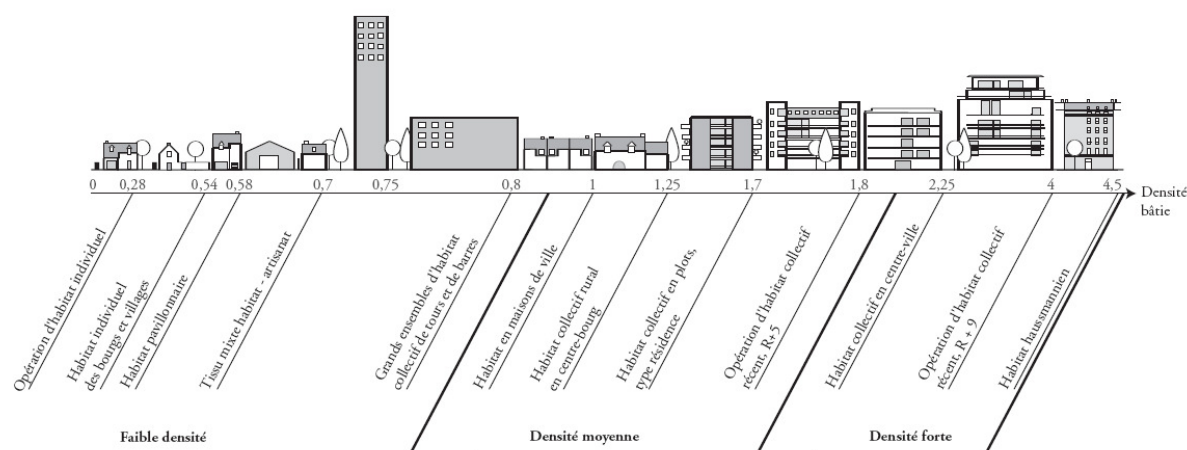 0
0,28
0,54
0,58
0,7
0,75
0,8
1
1,25
1,7
1,8
2,25
4
4,5
Densité
bâtie
Opération d'habitat individuel
Habitat individuel
des bourgs et villages
Habitat pavillonnaire
Tissu mixte habitat - artisanat
Grands ensembles d'habitat
collectif de tours et de barres
Habitat en maisons de ville
Habitat collectif rural
en centre-bourg
Habitat collectif en plots,
type résidence
Opération d'habitat collectif
récent, R+5
Habitat collectif en centre-ville
Opération d'habitat collectif
récent, R + 9
Habitat haussmannien
Faible densité
Densité moyenne
Densité forte